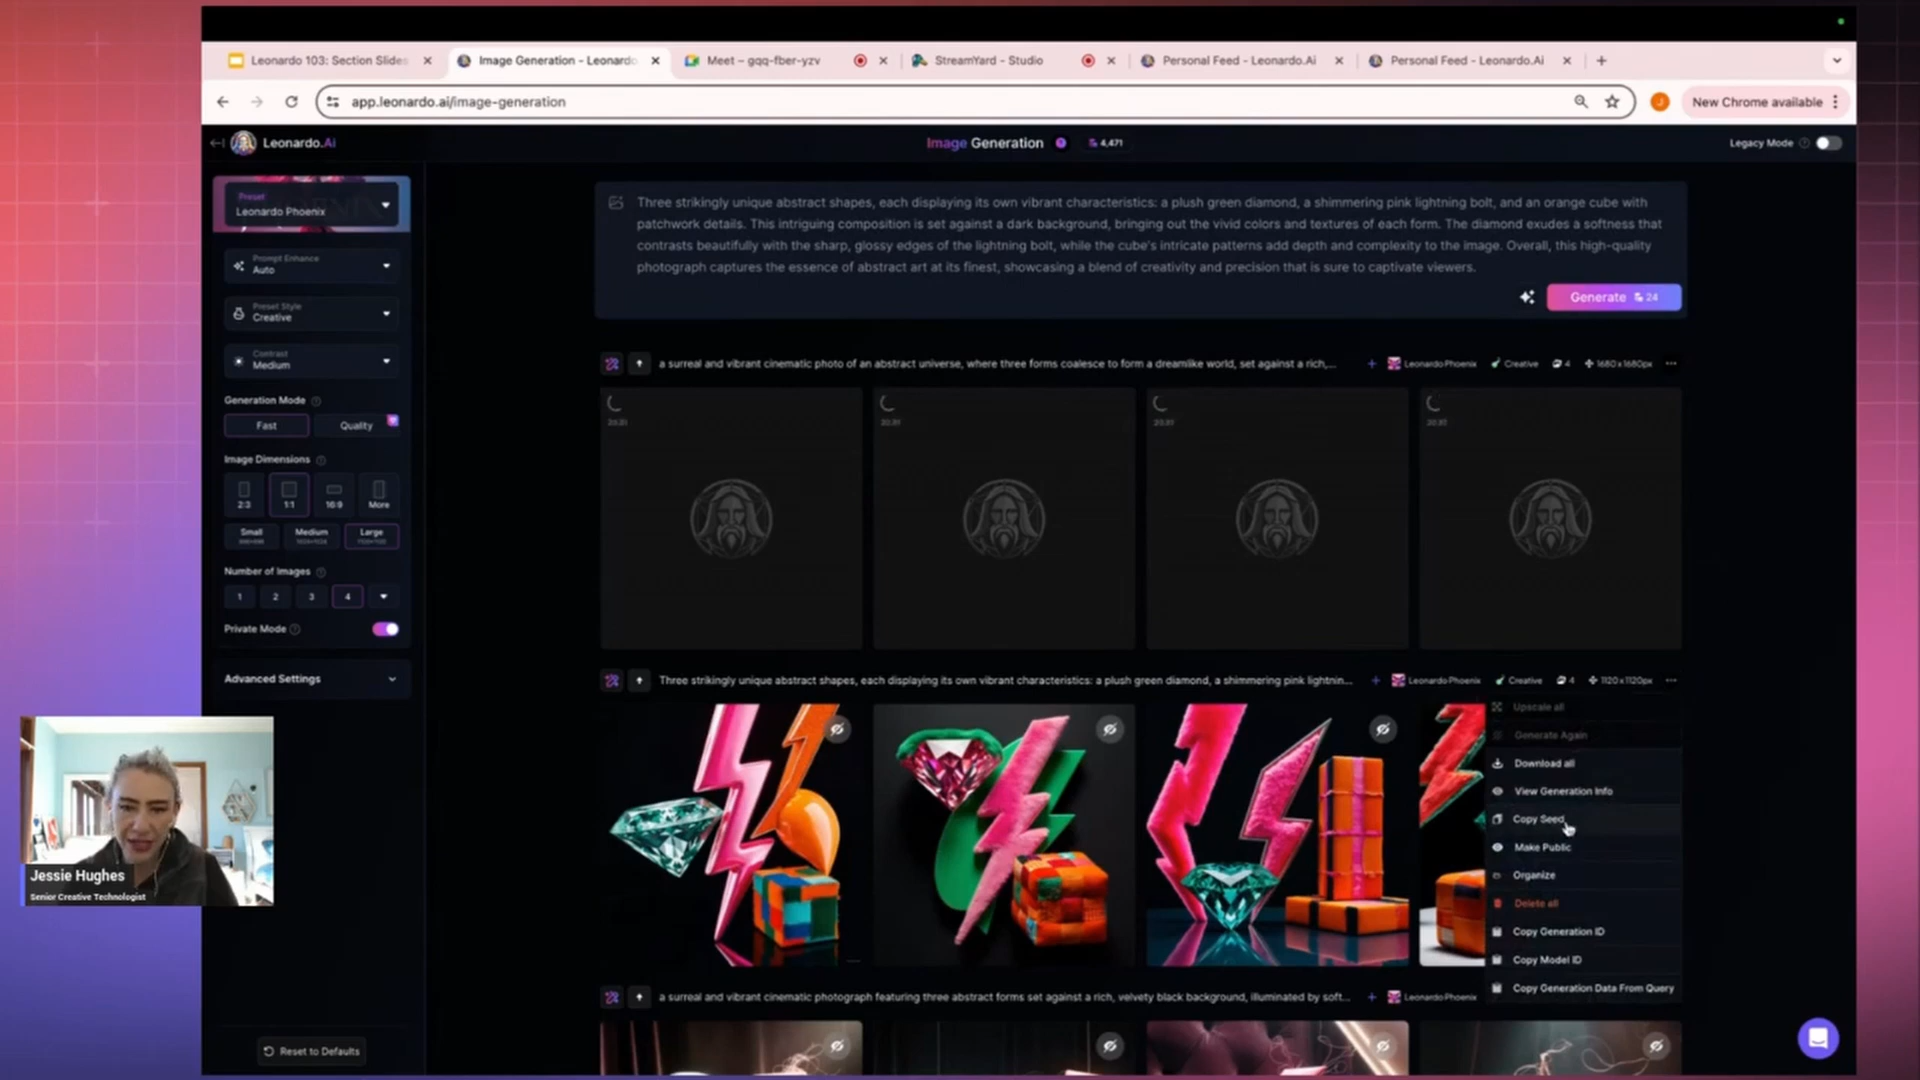 Leonardo 103: Section Slides
Image Generation - Leonardo
Meet – gqq-fber-yzv
StreamYard - Studio
Personal Feed - Leonardo.Ai
Personal Feed - Leonardo.Ai
app.leonardo.ai/image-generation
J
New Chrome available
Leonardo.Ai
Image Generation
4,471
Legacy Mode
Preset
Leonardo Phoenix
Prompt Enhance
Auto
Preset Style
Creative
Contrast
Medium
Generation Mode
Fast
Quality
Image Dimensions
2:3
1:1
16:9
More
Small
Medium
Large
Number of Images
1
2
3
4
Private Mode
Advanced Settings
Reset to Defaults
Three strikingly unique abstract shapes, each displaying its own vibrant characteristics: a plush green diamond, a shimmering pink lightning bolt, and an orange cube with
patchwork details. This intriguing composition is set against a dark background, bringing out the vivid colors and textures of each form. The diamond exudes a softness that
contrasts beautifully with the sharp, glossy edges of the lightning bolt, while the cube's intricate patterns add depth and complexity to the image. Overall, this high-quality
photograph captures the essence of abstract art at its finest, showcasing a blend of creativity and precision that is sure to captivate viewers.
Generate 24
a surreal and vibrant cinematic photo of an abstract universe, where three forms coalesce to form a dreamlike world, set against a rich,...
Leonardo Phoenix
Creative
4
1680x1680px
Three strikingly unique abstract shapes, each displaying its own vibrant characteristics: a plush green diamond, a shimmering pink lightnin...
Leonardo Phoenix
Creative
4
1120x1120px
Upscale all
Generate Again
Download all
View Generation Info
Copy Seed
Make Public
Organize
Delete all
Copy Generation ID
Copy Model ID
Copy Generation Data From Query
a surreal and vibrant cinematic photograph featuring three abstract forms set against a rich, velvety black background, illuminated by soft...
Leonardo Phoenix
Jessie Hughes
Senior Creative Technologist